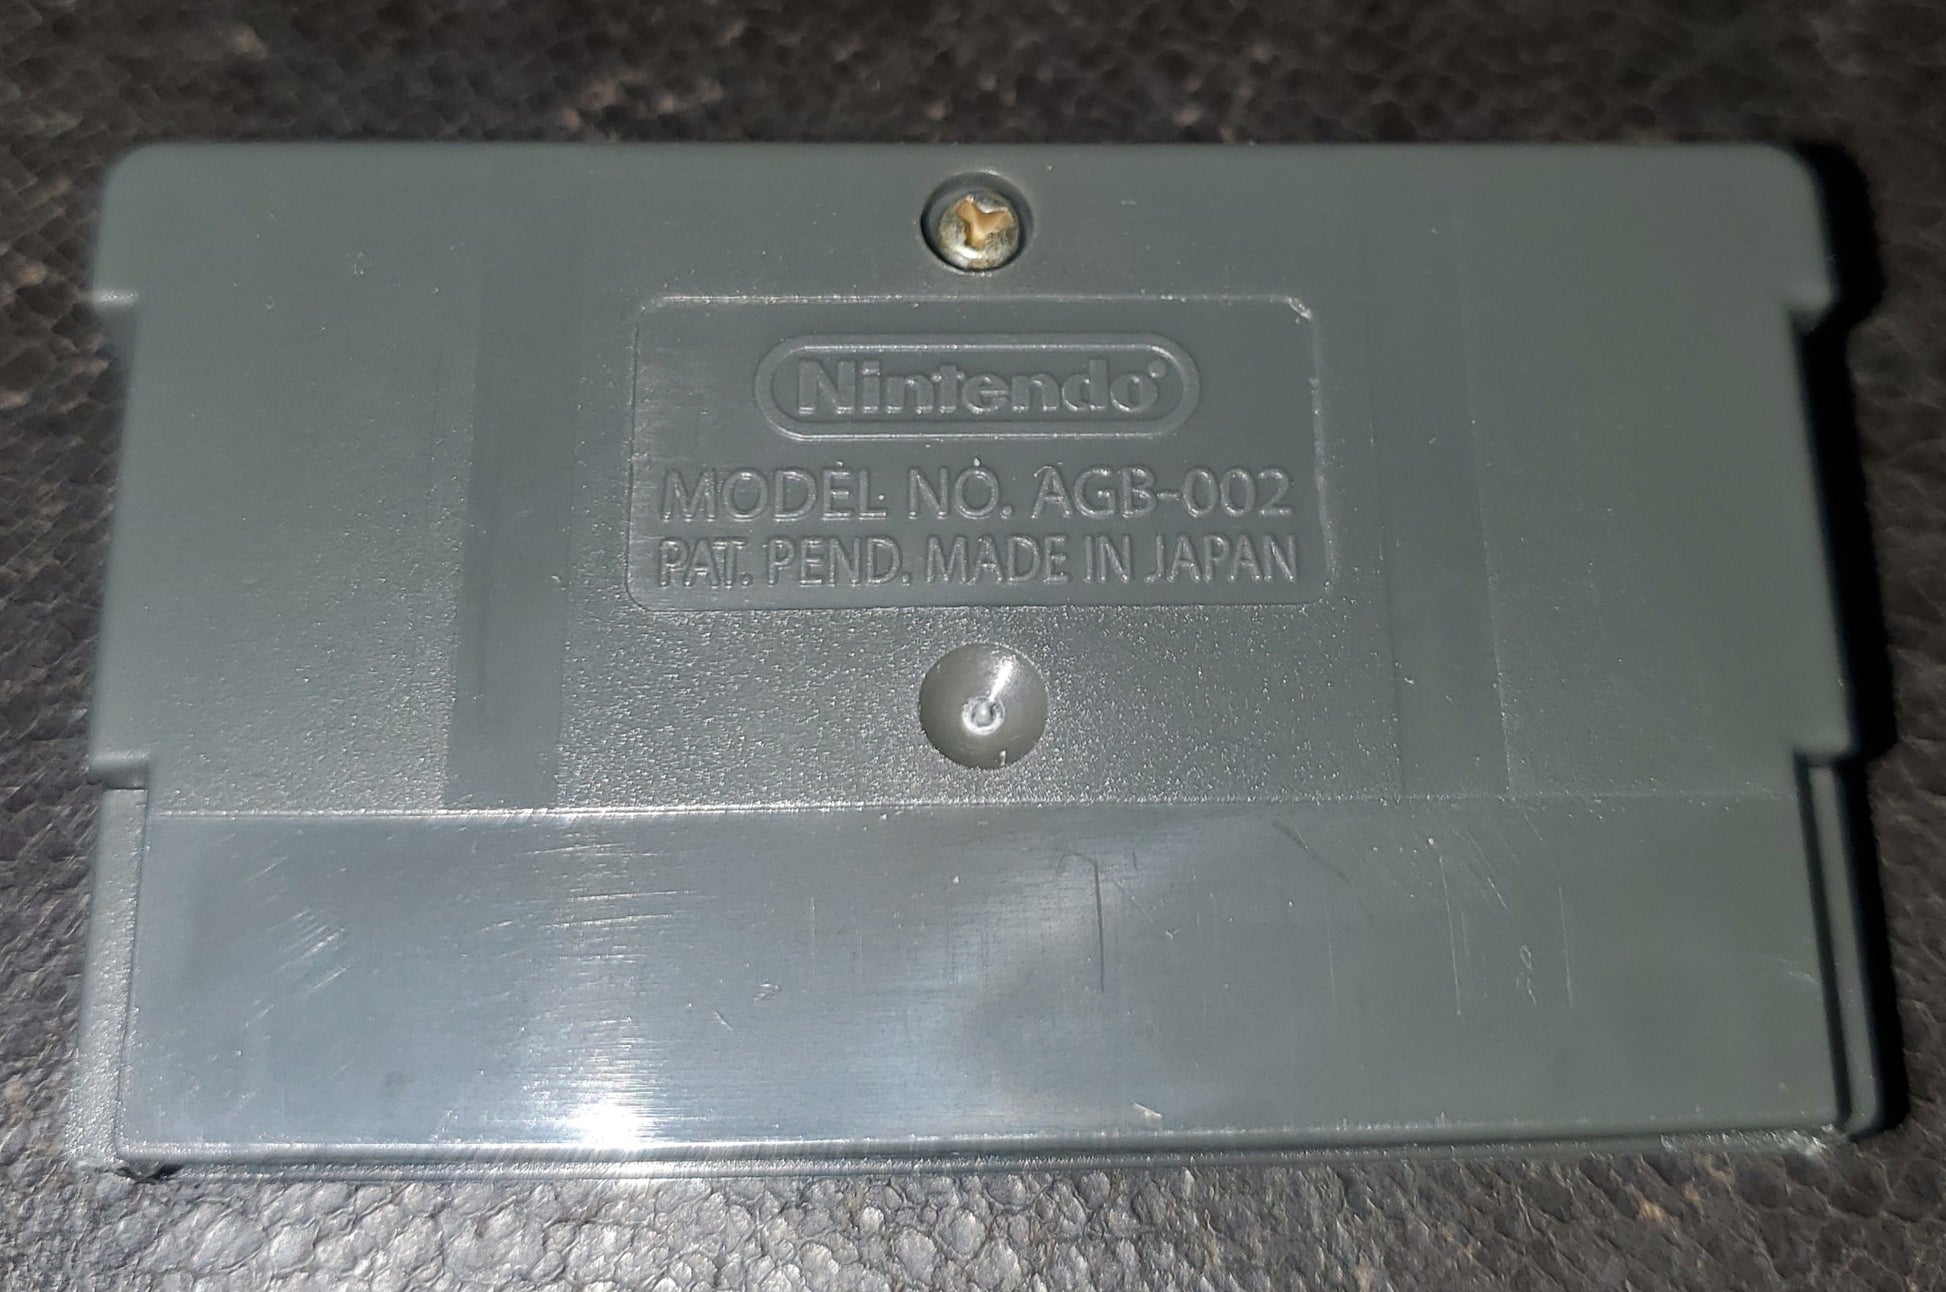 Nintendo®
MODEL NO. AGB-002
PAT. PEND. MADE IN JAPAN